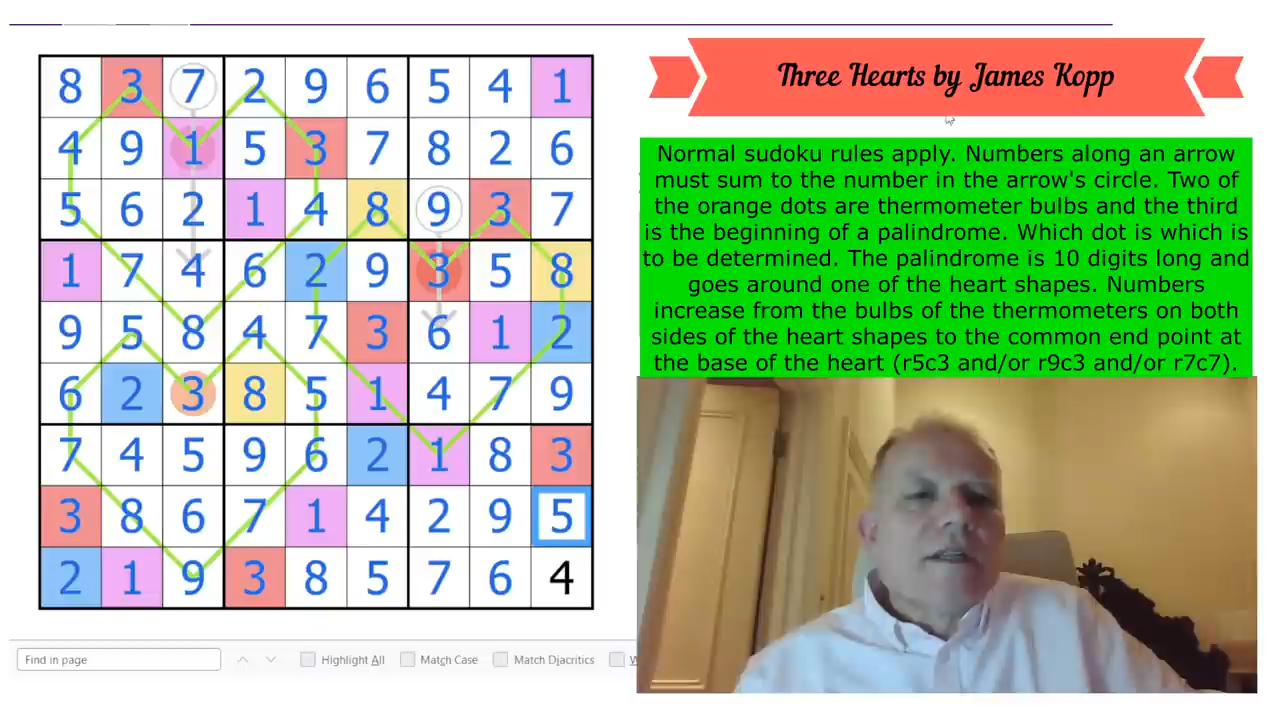 Three Hearts by James Kopp
Normal sudoku rules apply. Numbers along an arrow
must sum to the number in the arrow's circle. Two of
the orange dots are thermometer bulbs and the third
is the beginning of a palindrome. Which dot is which is
to be determined. The palindrome is 10 digits long and
goes around one of the heart shapes. Numbers
increase from the bulbs of the thermometers on both
sides of the heart shapes to the common end point at
the base of the heart (r5c3 and/or r9c3 and/or r7c7).
8 3 7 2 9 6 5 4 1
4 9 1 5 3 7 8 2 6
5 6 2 1 4 8 9 3 7
1 7 4 6 2 9 3 5 8
9 5 8 4 7 3 6 1 2
6 2 3 8 5 1 4 7 9
7 4 5 9 6 2 1 8 3
3 8 6 7 1 4 2 9 5
2 1 9 3 8 5 7 6 4
Find in page Highlight All Match Case Match Diacritics W